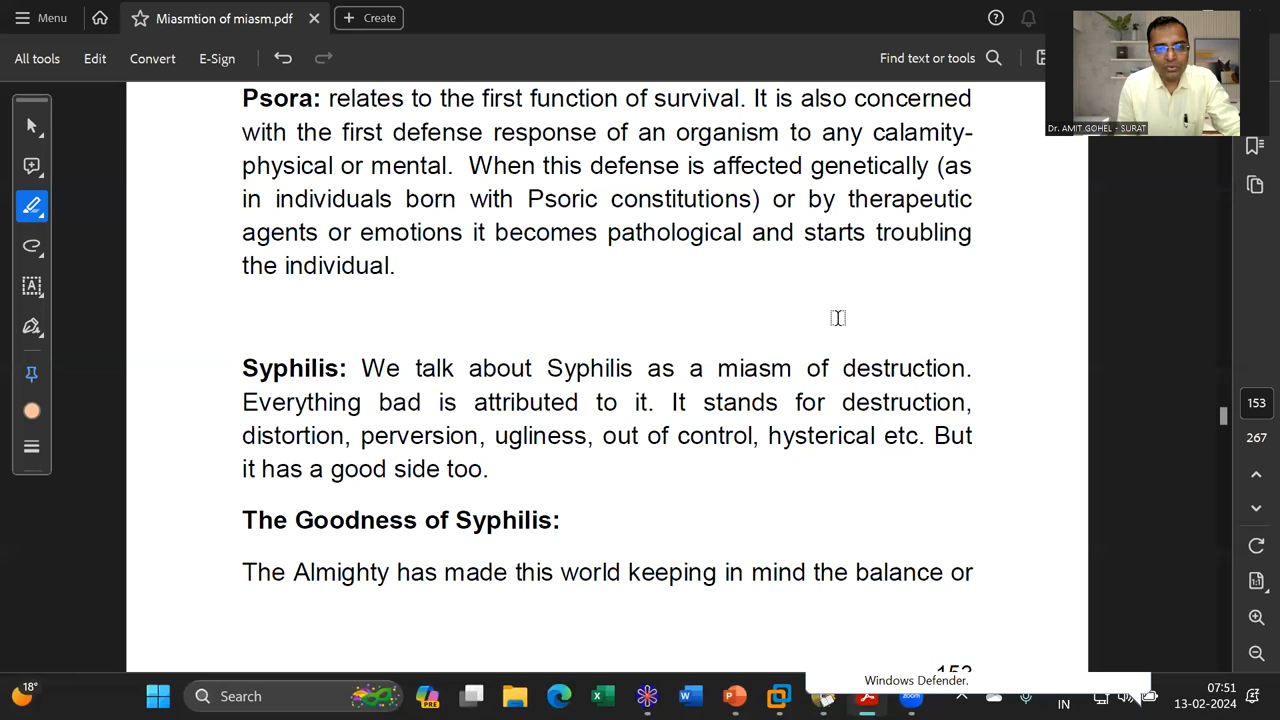 Menu
Miasmtion of miasm.pdf
Create
All tools
Edit
Convert
E-Sign
Find text or tools
Dr. AMIT.GOHEL - SURAT
Psora: relates to the first function of survival. It is also concerned
with the first defense response of an organism to any calamity-
physical or mental. When this defense is affected genetically (as
in individuals born with Psoric constitutions) or by therapeutic
agents or emotions it becomes pathological and starts troubling
the individual.
Syphilis: We talk about Syphilis as a miasm of destruction.
Everything bad is attributed to it. It stands for destruction,
distortion, perversion, ugliness, out of control, hysterical etc. But
it has a good side too.
The Goodness of Syphilis:
The Almighty has made this world keeping in mind the balance or
153
267
Windows Defender.
18°
Search
PRE
zoom
IN
07:51
13-02-2024